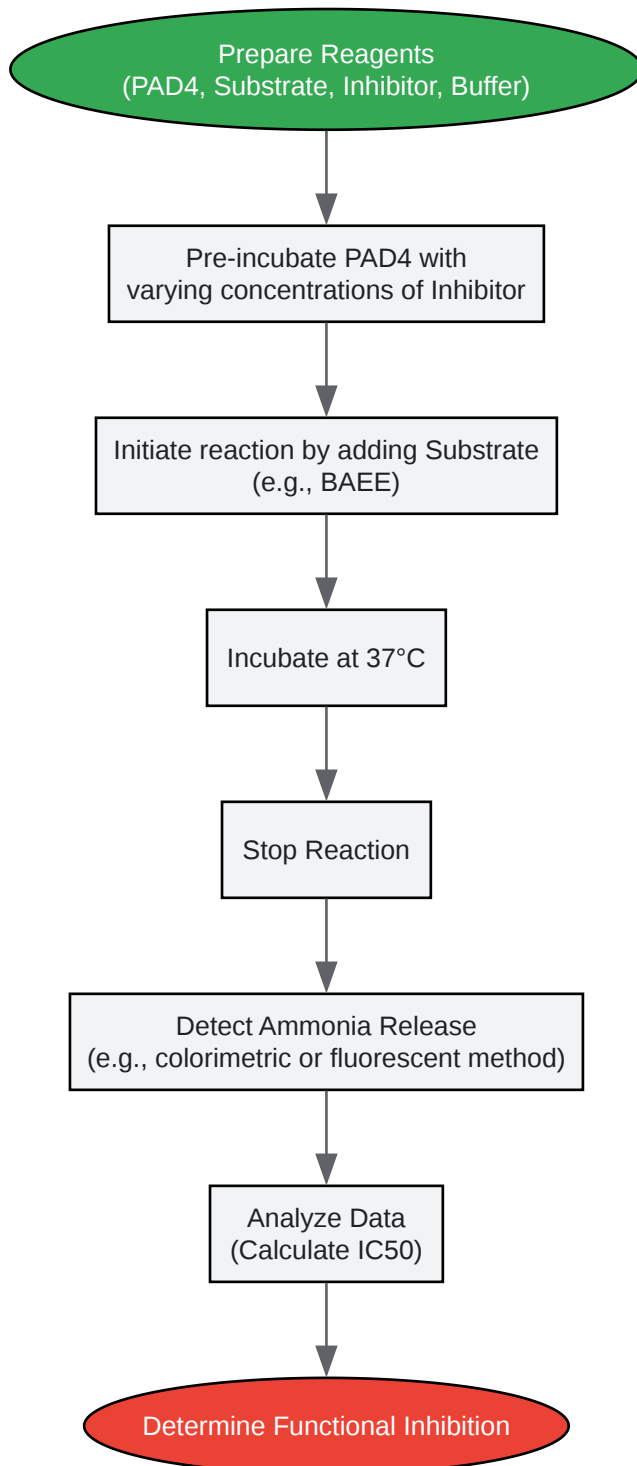 Prepare Reagents
(PAD4, Substrate, Inhibitor, Buffer)
Pre-incubate PAD4 with
varying concentrations of Inhibitor
Initiate reaction by adding Substrate
(e.g., BAEE)
Incubate at 37°C
Stop Reaction
Detect Ammonia Release
(e.g., colorimetric or fluorescent method)
Analyze Data
(Calculate IC50)
Determine Functional Inhibition